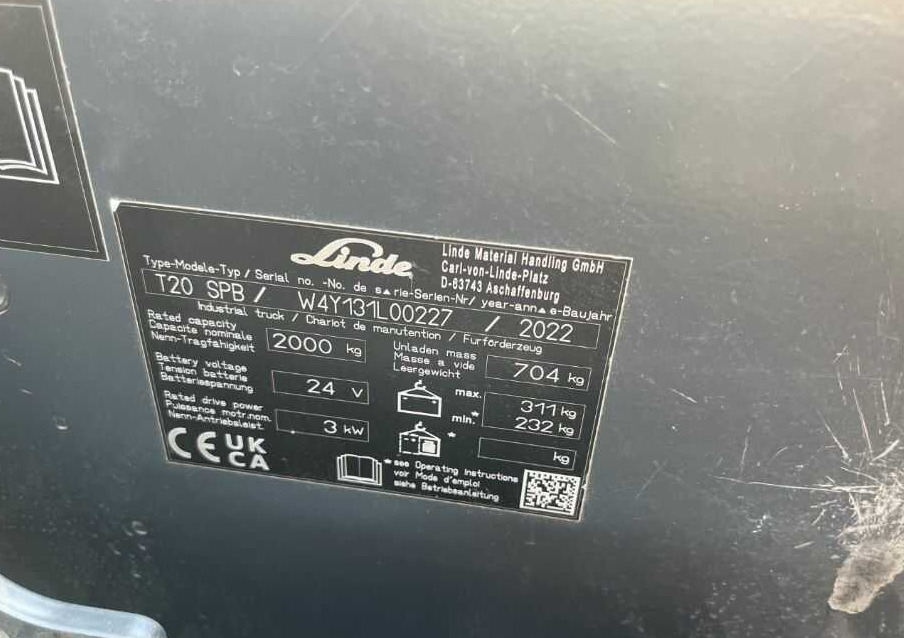 Linde
Linde Material Handling GmbH
Carl-von-Linde-Platz
D-63743 Aschaffenburg
Type-Modele-Typ / Serial no. -No. de s▲rie-Serien-Nr/ year-ann▲e-Baujahr
T20 SPB / W4Y131L00227 / 2022
Industrial truck / Chariot de manutention / Furförderzeug
Rated capacity
Capacite nominale
Nenn-Tragfähigkeit
2000 kg
Unladen mass
Masse a vide
Leergewicht
704 kg
Battery voltage
Tension batterie
Batteriespannung
24 V
max.
311 kg
*
min.
232 kg
Rated drive power
Puissance motr.nom.
Nenn-Antriebsleist.
3 kW
*
kg
CE UK
CA
* see Operating Instructions
voir Mode d'emploi
siehe Betriebsanleitung